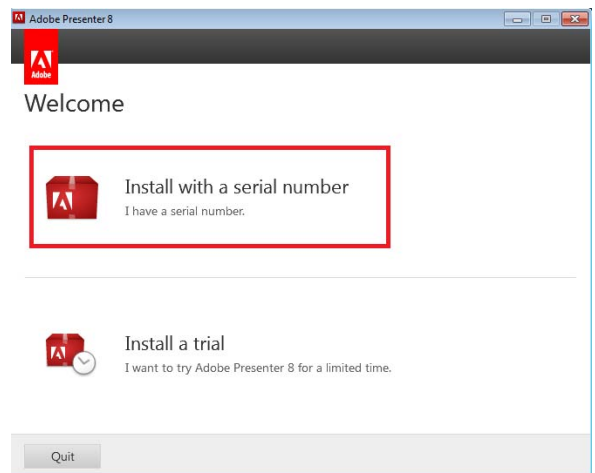 Adobe Presenter 8
Adobe
Welcome
Install with a serial number
I have a serial number.
Install a trial
I want to try Adobe Presenter 8 for a limited time.
Quit